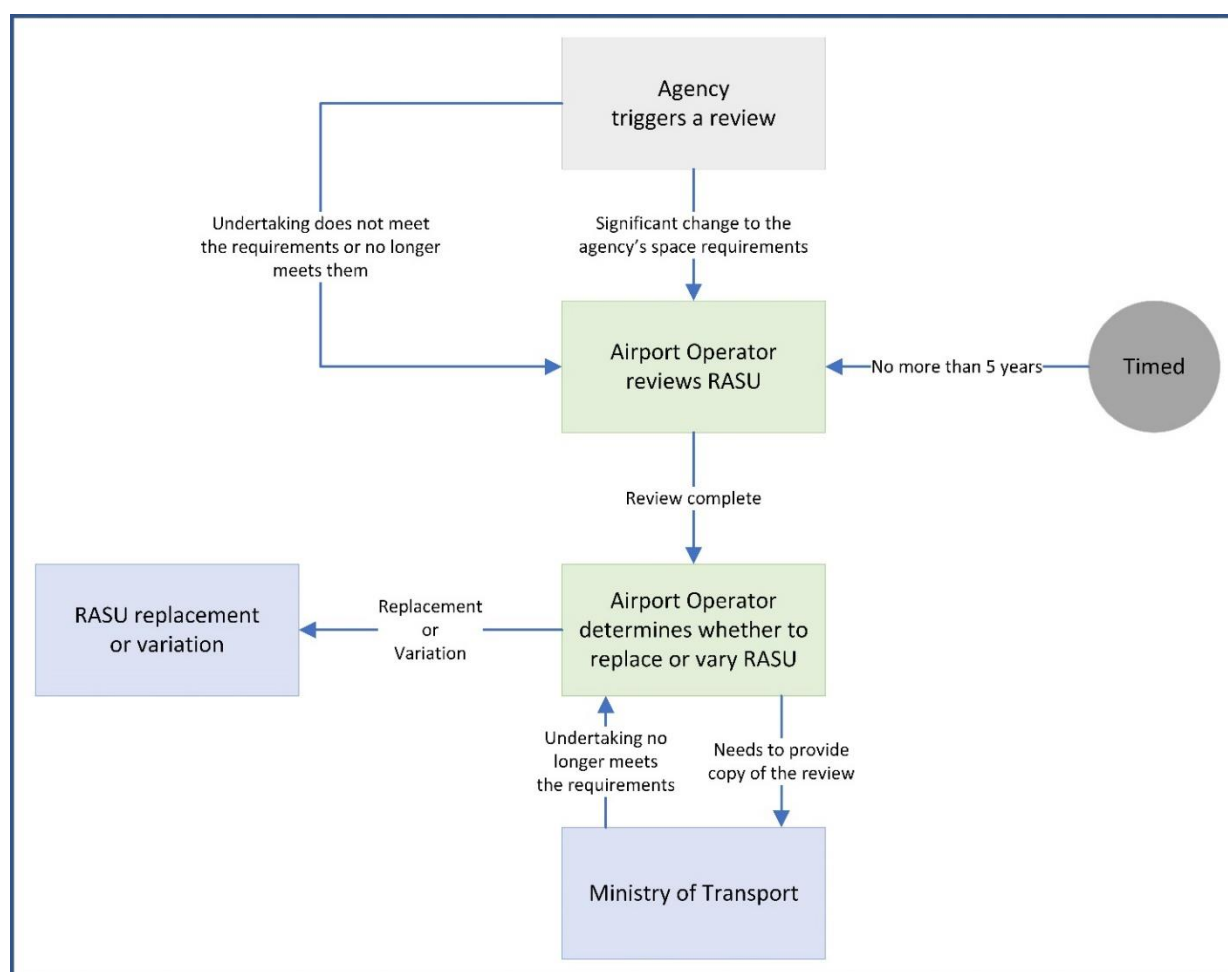 Agency
triggers a review
Undertaking does not meet
the requirements or no longer
meets them
Significant change to the
agency's space requirements
Airport Operator
reviews RASU
No more than 5 years
Timed
Review complete
RASU replacement
or variation
Replacement
or
Variation
Airport Operator
determines whether to
replace or vary RASU
Undertaking no
longer meets
the requirements
Needs to provide
copy of the review
Ministry of Transport